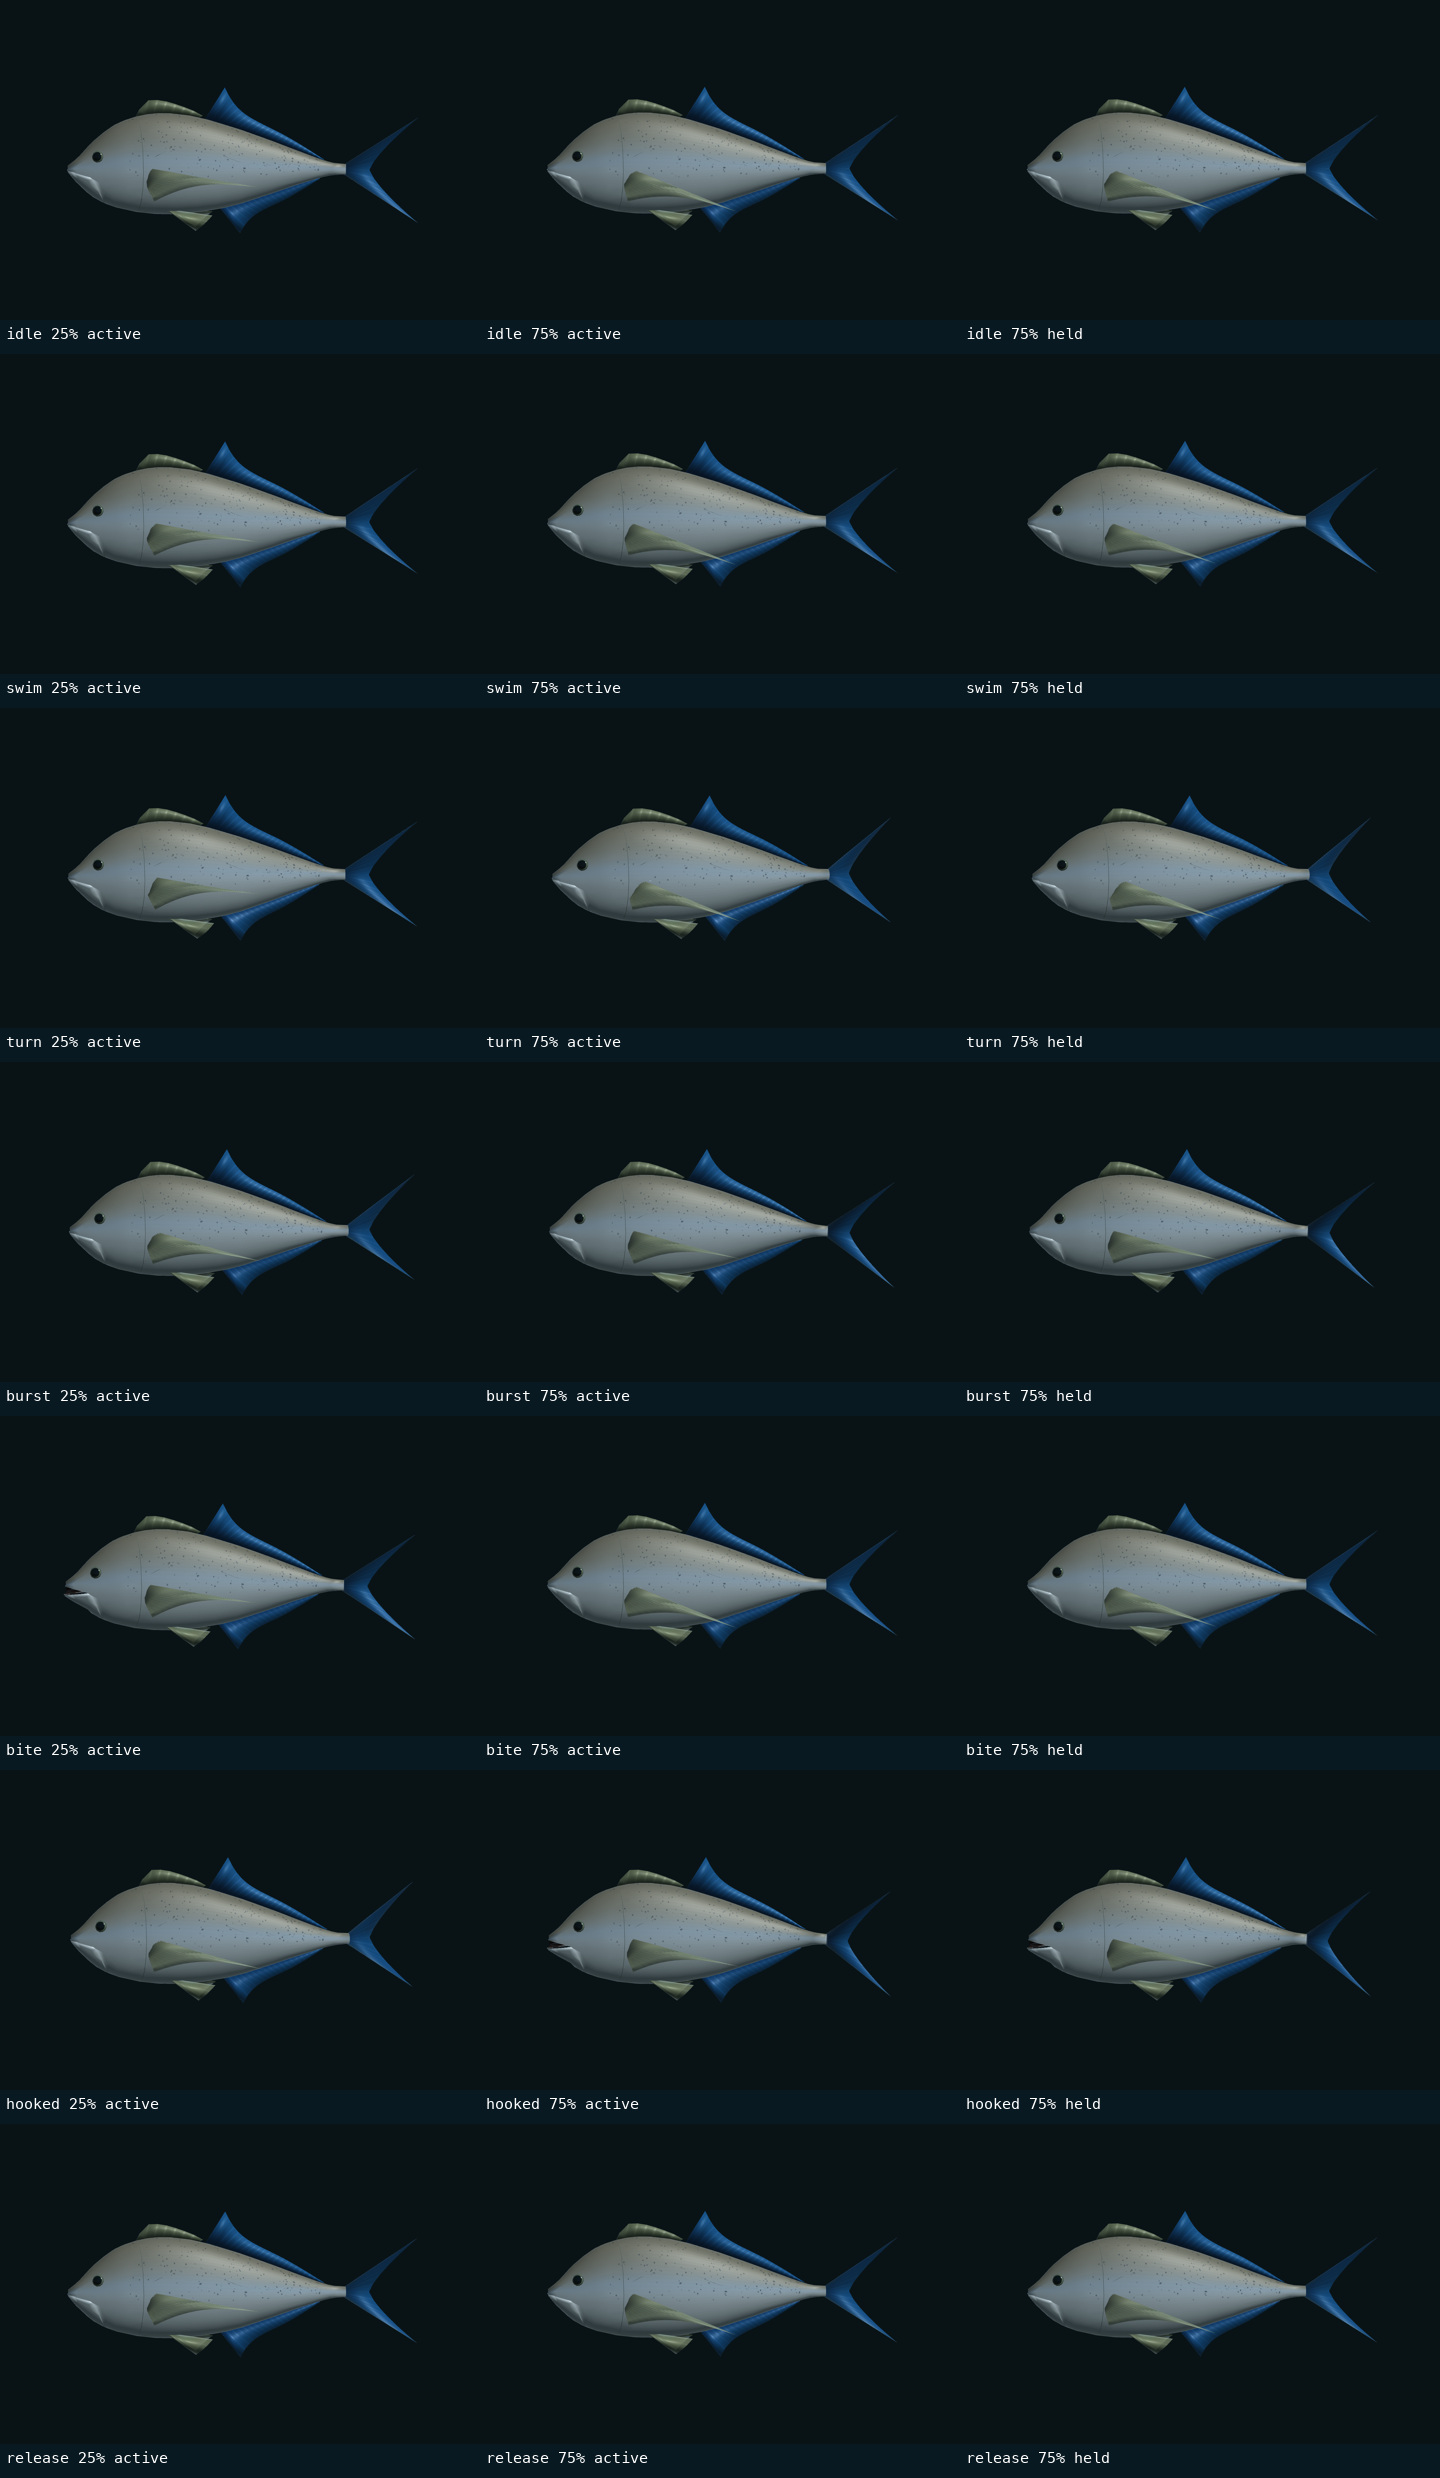 idle 25% active
idle 75% active
idle 75% held
swim 25% active
swim 75% active
swim 75% held
turn 25% active
turn 75% active
turn 75% held
burst 25% active
burst 75% active
burst 75% held
bite 25% active
bite 75% active
bite 75% held
hooked 25% active
hooked 75% active
hooked 75% held
release 25% active
release 75% active
release 75% held